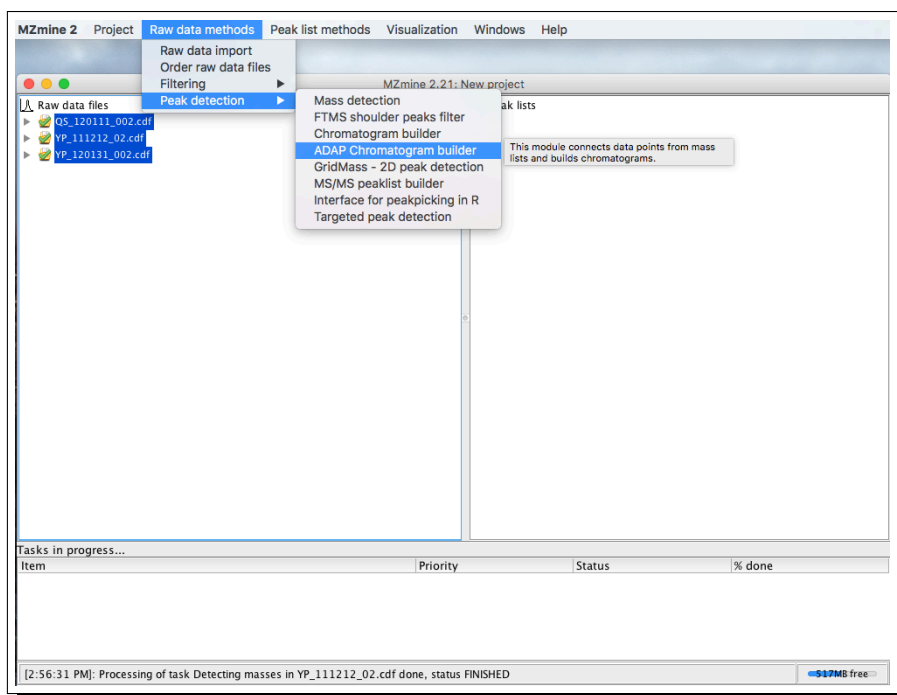 MZmine 2 Project Raw data methods Peak list methods Visualization Windows Help
Raw data import
Order raw data files
Filtering
Peak detection
MZmine 2.21: New project
Raw data files
ak lists
QS_120111_002.cdf
YP_111212_02.cdf
YP_120131_002.cdf
Mass detection
FTMS shoulder peaks filter
Chromatogram builder
ADAP Chromatogram builder
GridMass - 2D peak detection
MS/MS peaklist builder
Interface for peakpicking in R
Targeted peak detection
This module connects data points from mass
lists and builds chromatograms.
Tasks in progress...
Item Priority Status % done
[2:56:31 PM]: Processing of task Detecting masses in YP_111212_02.cdf done, status FINISHED
517MB free